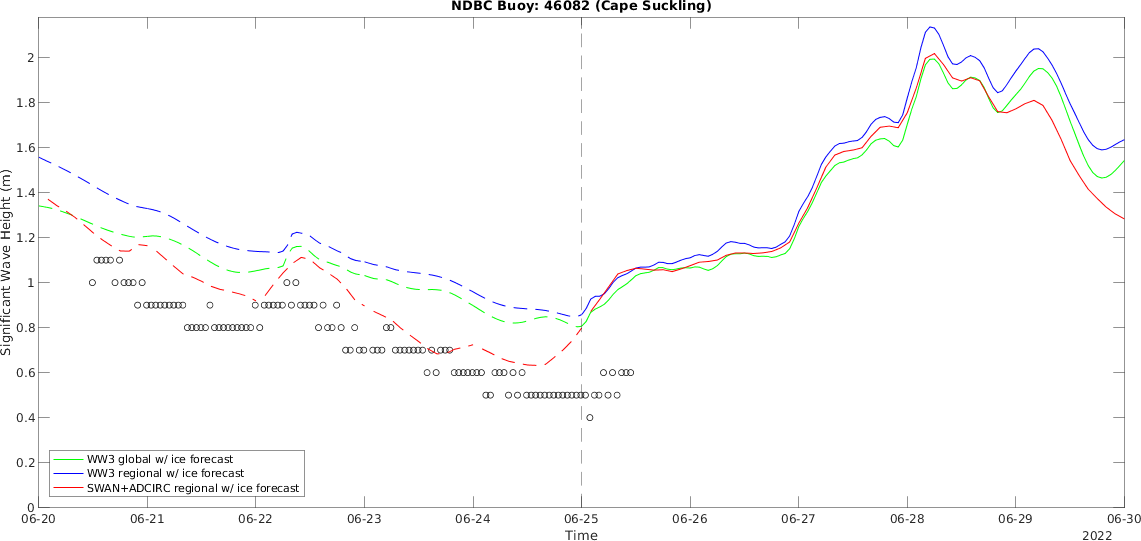 NDBC Buoy: 46082 (Cape Suckling)
Significant Wave Height (m)
2
1.8
1.6
1.4
1.2
1
0.8
0.6
0.4
0.2
0
WW3 global w/ ice forecast
WW3 regional w/ ice forecast
SWAN+ADCIRC regional w/ ice forecast
06-20 06-21 06-22 06-23 06-24 06-25 06-26 06-27 06-28 06-29 06-30
Time
2022